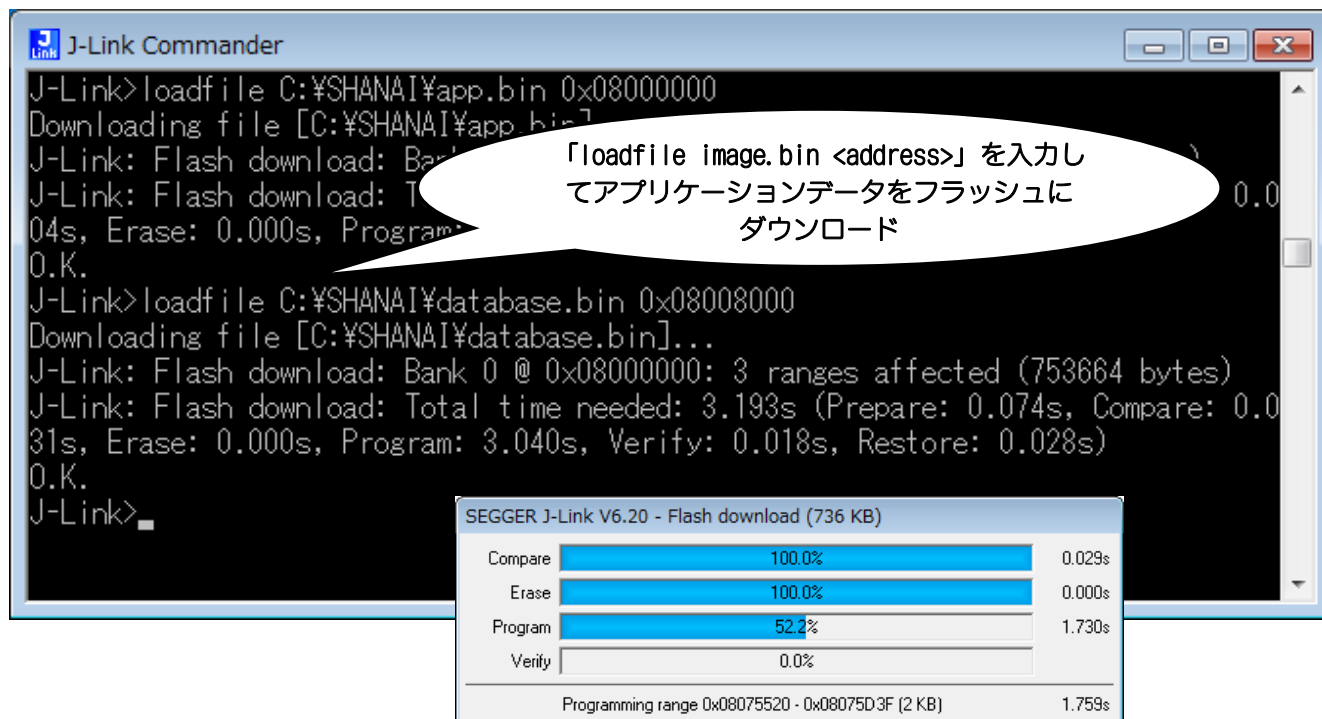 J-Link Commander
J-Link>loadfile C:¥SHANAI¥app.bin 0x08000000
Downloading file [C:¥SHANAI¥app.bin]
J-Link: Flash download:
J-Link: Flash download: 0.0
04s, Erase: 0.000s, Program:
O.K.
「loadfile image.bin <address>」を入力し
てアプリケーションデータをフラッシュに
ダウンロード
J-Link>loadfile C:¥SHANAI¥database.bin 0x08008000
Downloading file [C:¥SHANAI¥database.bin]...
J-Link: Flash download: Bank 0 @ 0x08000000: 3 ranges affected (753664 bytes)
J-Link: Flash download: Total time needed: 3.193s (Prepare: 0.074s, Compare: 0.0
31s, Erase: 0.000s, Program: 3.040s, Verify: 0.018s, Restore: 0.028s)
O.K.
J-Link>
SEGGER J-Link V6.20 - Flash download (736 KB)
Compare 100.0% 0.029s
Erase 100.0% 0.000s
Program 52.2% 1.730s
Verify 0.0%
Programming range 0x08075520 - 0x08075D3F (2 KB) 1.759s